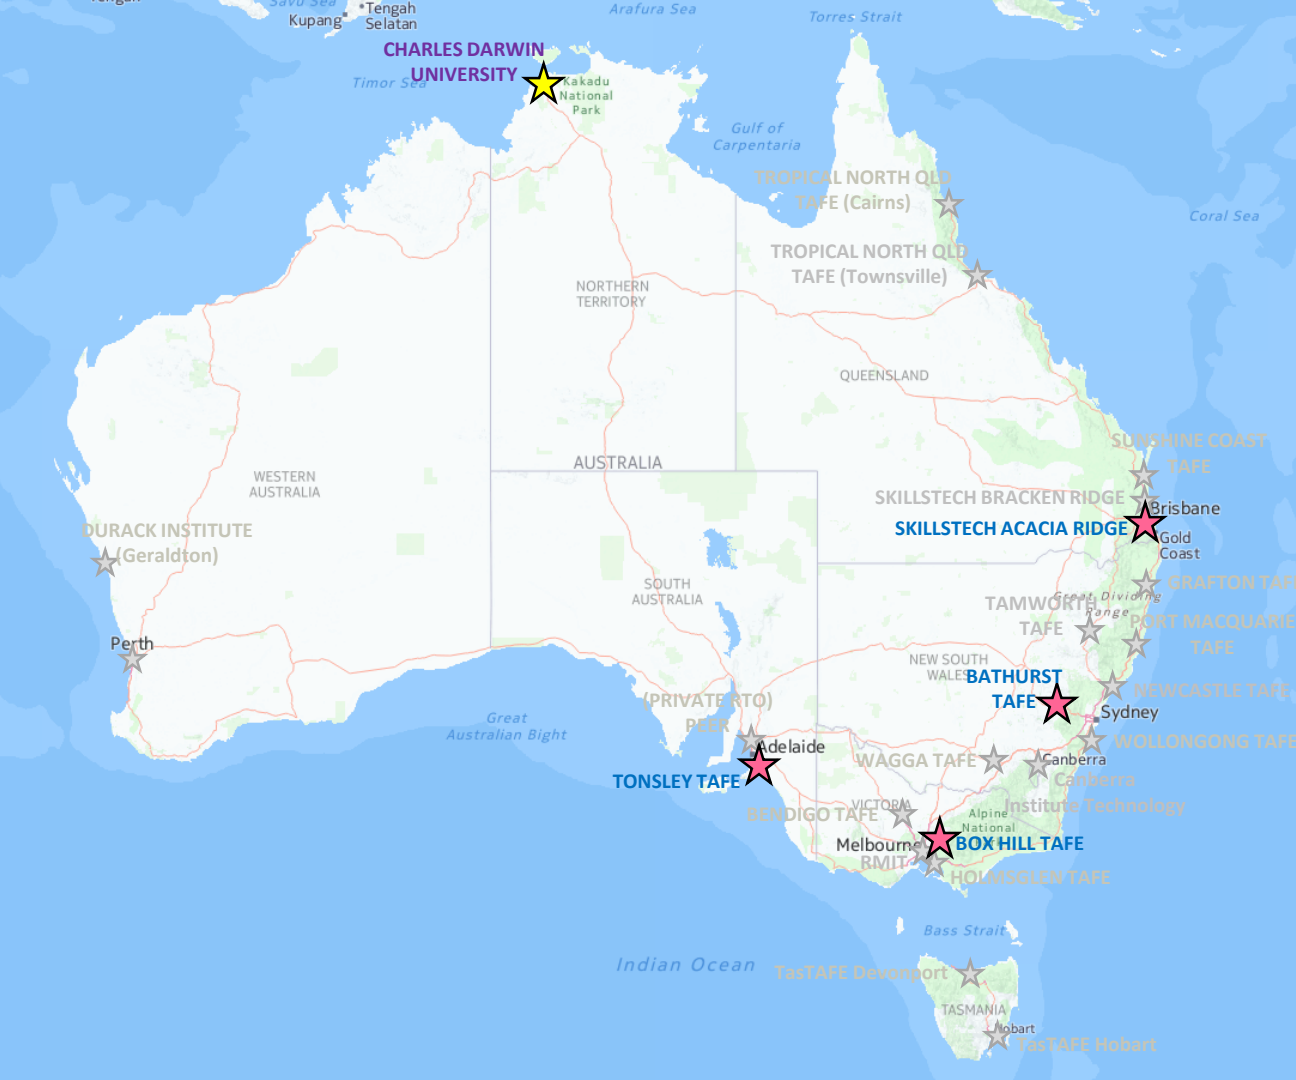 Savu Sea
Kupang
Tengah
Selatan
Arafura Sea
Torres Strait
CHARLES DARWIN
UNIVERSITY
Timor Sea
Kakadu
National
Park
Gulf of
Carpentaria
TROPICAL NORTH QLD
TAFE (Cairns)
Coral Sea
TROPICAL NORTH QLD
TAFE (Townsville)
NORTHERN
TERRITORY
QUEENSLAND
SUNSHINE COAST
TAFE
AUSTRALIA
WESTERN
AUSTRALIA
SKILLSTECH BRACKEN RIDGE
Brisbane
SKILLSTECH ACACIA RIDGE
Gold
Coast
DURACK INSTITUTE
(Geraldton)
SOUTH
AUSTRALIA
GRAFTON TAF
Great Dividing
Range
TAMWORTH
TAFE
PORT MACQUARIE
TAFE
Perth
NEW SOUTH
WALES
BATHURST
TAFE
NEWCASTLE TAFE
(PRIVATE RTO)
PEER
Sydney
Great
Australian Bight
WOLLONGONG TAFE
Adelaide
WAGGA TAFE
Canberra
TONSLEY TAFE
Canberra
Institute Technology
VICTORIA
BENDIGO TAFE
Alpine
National
Melbourne
BOX HILL TAFE
RMIT
HOLMSGLEN TAFE
Bass Strait
Indian Ocean
TasTAFE Devonport
TASMANIA
Hobart
TasTAFE Hobart